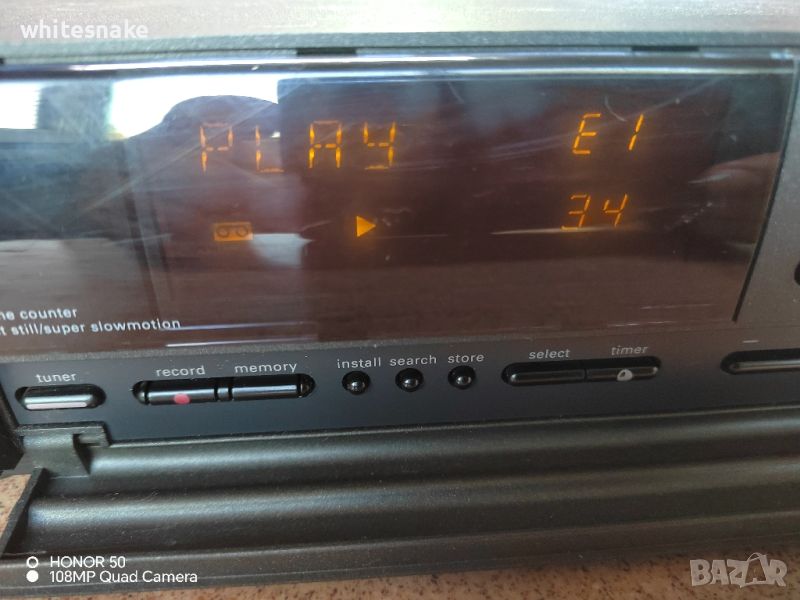 whitesnake
PLAY E1
34
ne counter
t still/super slowmotion
tuner record memory install search store select timer
HONOR 50
108MP Quad Camera
BAZAR